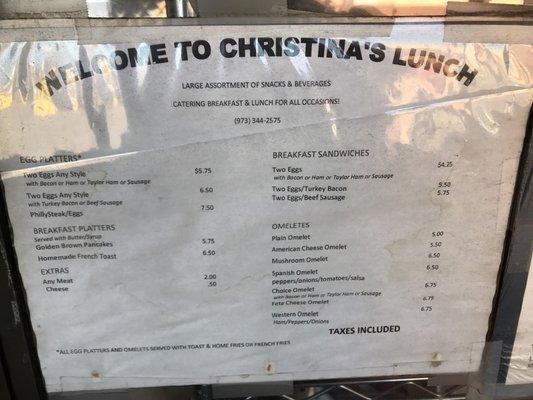 WELCOME TO CHRISTINA'S LUNCH
LARGE ASSORTMENT OF SNACKS & BEVERAGES
CATERING BREAKFAST & LUNCH FOR ALL OCCASIONS!
(973) 344-2575
EGG PLATTERS*
Two Eggs Any Style $5.75
with Bacon or Ham or Taylor Ham or Sausage
Two Eggs Any Style 6.50
with Turkey Bacon or Beef Sausage
PhillySteak/Eggs 7.50
BREAKFAST PLATTERS
Served with Butter/Syrup
Golden Brown Pancakes 5.75
Homemade French Toast 6.50
EXTRAS
Any Meat 2.00
Cheese .50
BREAKFAST SANDWICHES
Two Eggs $4.25
with Bacon or Ham or Taylor Ham or Sausage
Two Eggs/Turkey Bacon 5.50
Two Eggs/Beef Sausage 5.75
OMELETES
Plain Omelet 5.00
American Cheese Omelet 5.50
Mushroom Omelet 6.50
Spanish Omelet 6.50
peppers/onions/tomatoes/salsa
Choice Omelet 6.75
with Bacon or Ham or Taylor Ham or Sausage
Feta Cheese Omelet 6.75
Western Omelet 6.75
Ham/Peppers/Onions
TAXES INCLUDED
*ALL EGG PLATTERS AND OMELETS SERVED WITH TOAST & HOME FRIES OR FRENCH FRIES